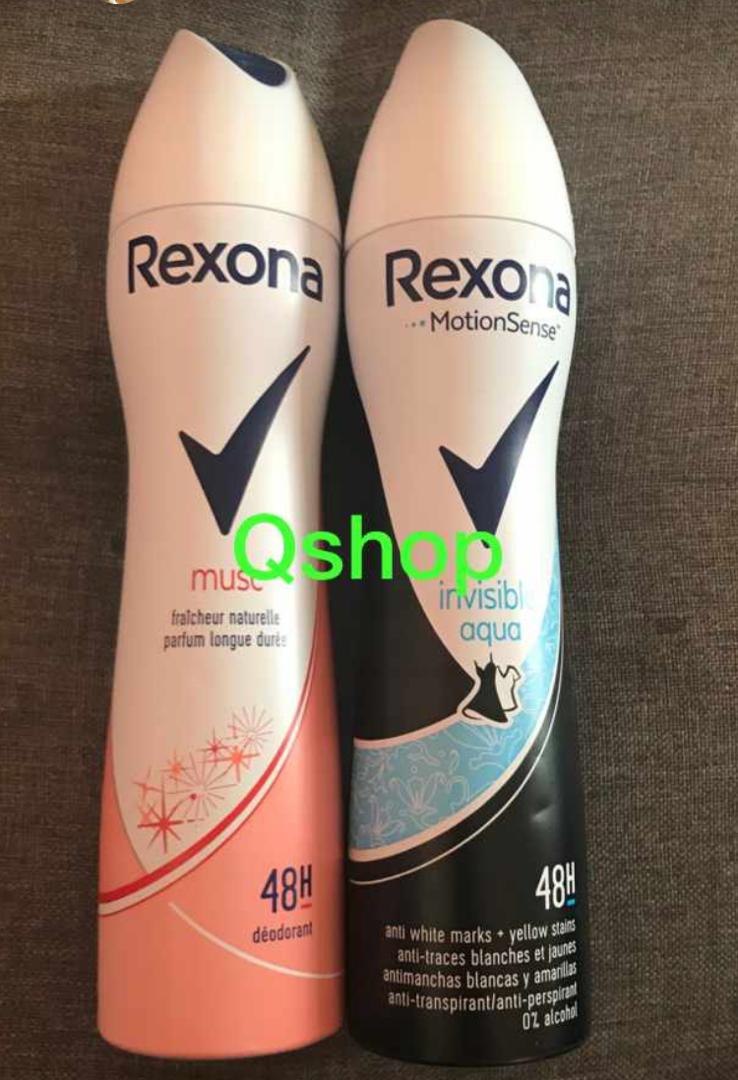 Rexona
musc
fraîcheur naturelle
parfum longue durée
48H
déodorant
Rexona
MotionSense™
Qshop
invisible
aqua
48H
anti white marks + yellow stains
anti-traces blanches et jaunes
antimanchas blancas y amarillas
anti-transpirant/anti-perspirant
0% alcohol